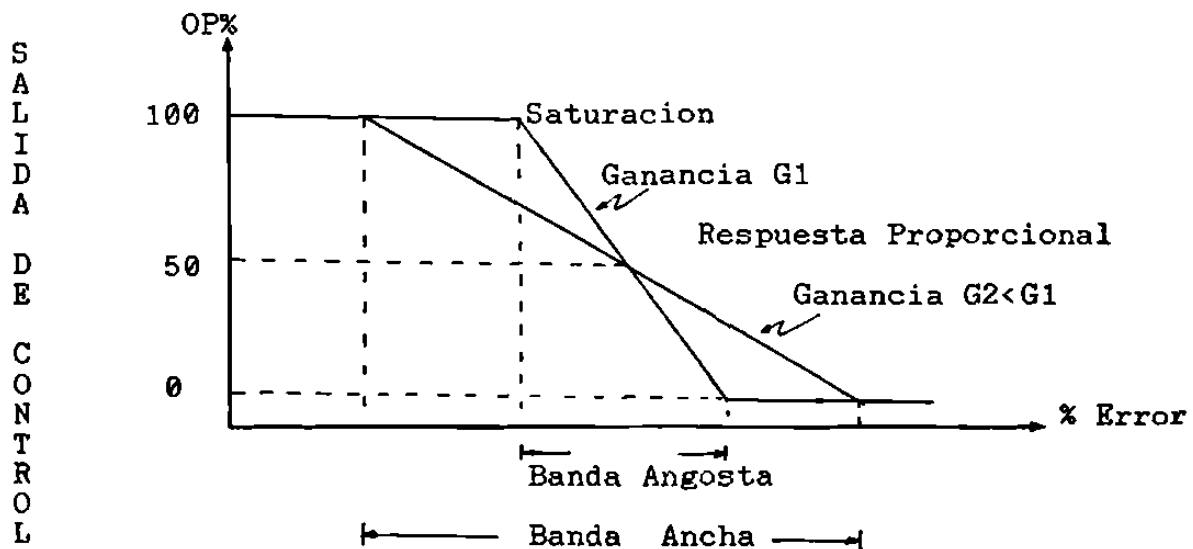 OP%
SALIDA DE CONTROL
100
Saturacion
Ganancia G1
Respuesta Proporcional
50
Ganancia G2<G1
0
% Error
Banda Angosta
Banda Ancha